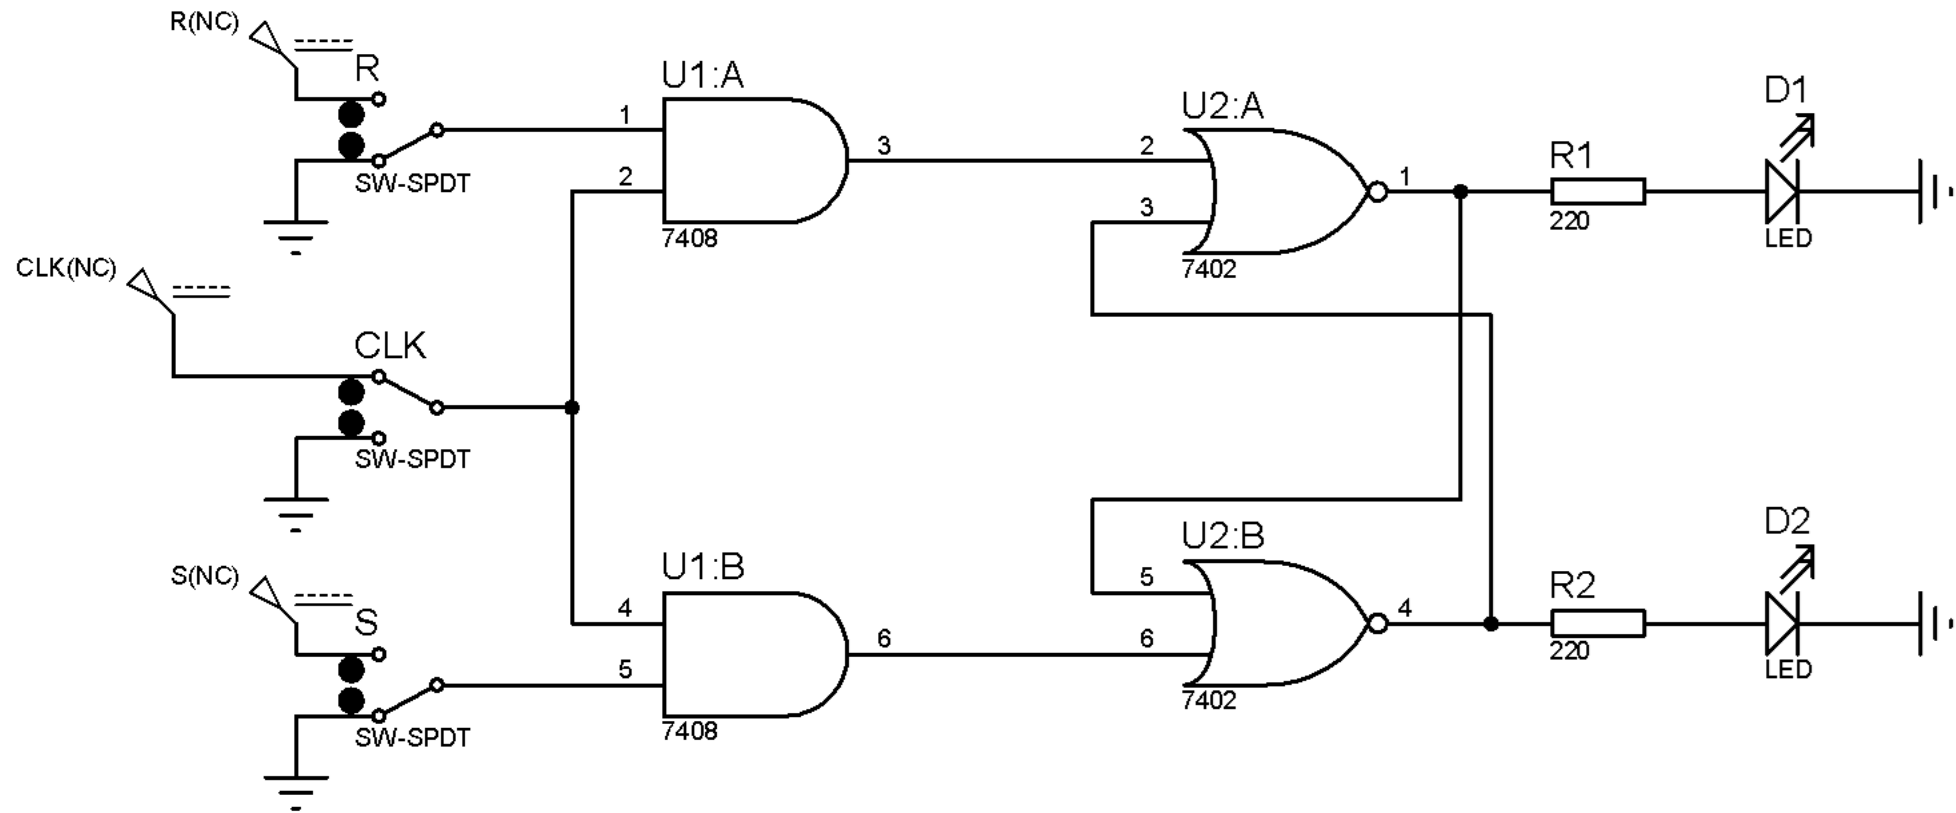 R(NC)
R
SW-SPDT
CLK(NC)
CLK
SW-SPDT
S(NC)
S
SW-SPDT
U1:A
1
2
3
7408
U1:B
4
5
6
7408
U2:A
2
3
1
7402
U2:B
5
6
4
7402
R1
220
D1
LED
R2
220
D2
LED